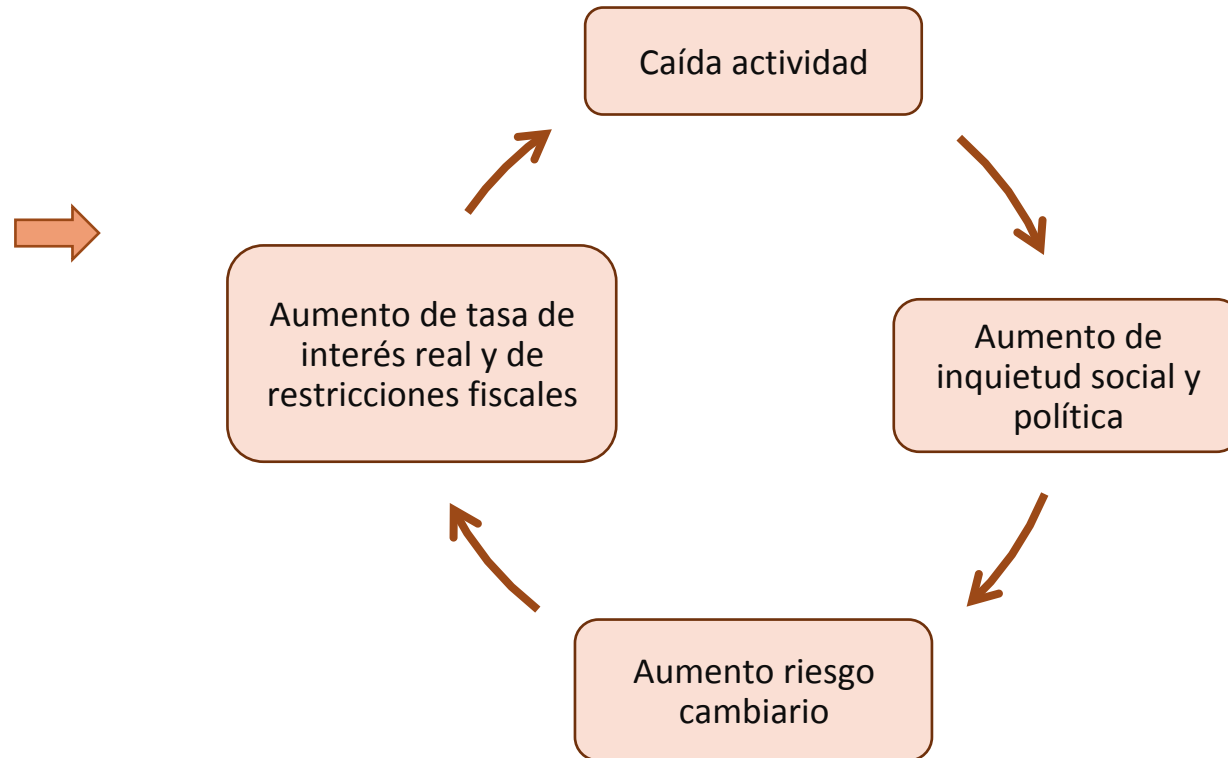 Caída actividad
Aumento de tasa de
interés real y de
restricciones fiscales
Aumento de
inquietud social y
política
Aumento riesgo
cambiario